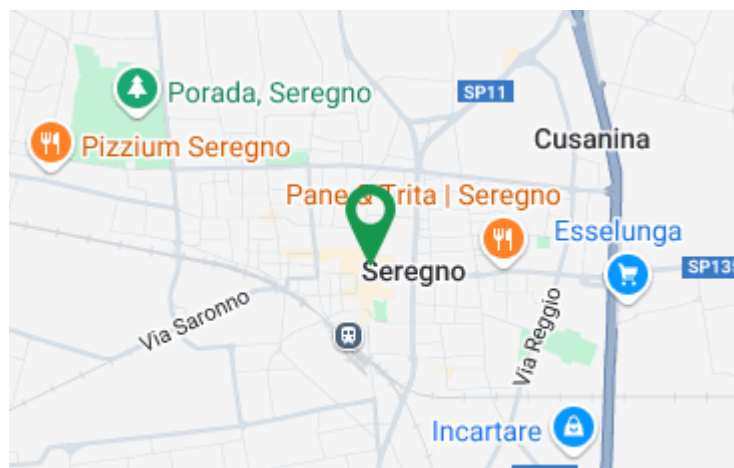 SP11
Porada, Seregno
Cusanina
Pizzium Seregno
Pane & Trita | Seregno
Esselunga
Seregno
SP135
Via Saronno
Via Reggio
Incartare